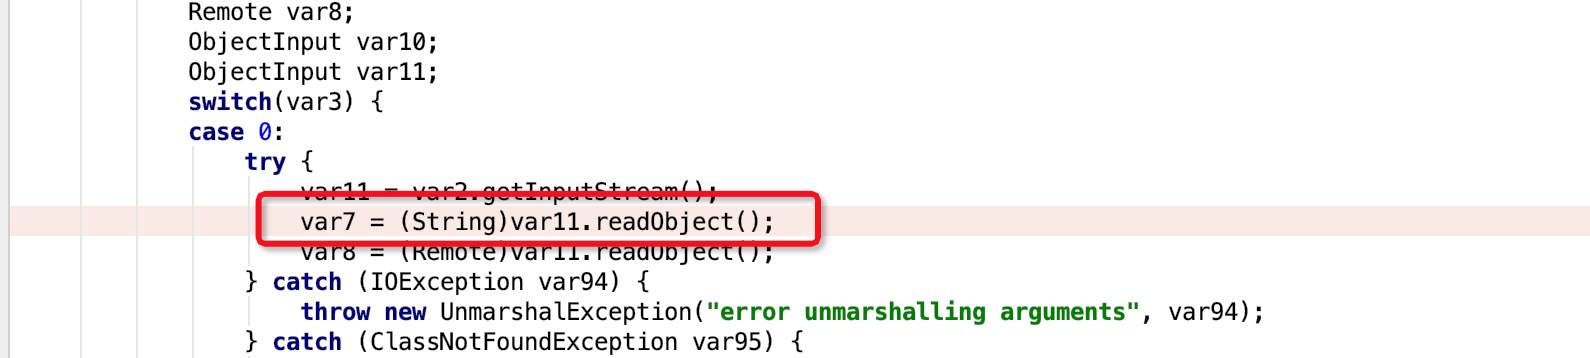 Remote var8;
ObjectInput var10;
ObjectInput var11;
switch(var3) {
case 0:
try {
var11 = var2.getInputStream();
var7 = (String)var11.readObject();
var8 = (Remote)var11.readObject();
} catch (IOException var94) {
throw new UnmarshalException("error unmarshalling arguments", var94);
} catch (ClassNotFoundException var95) {